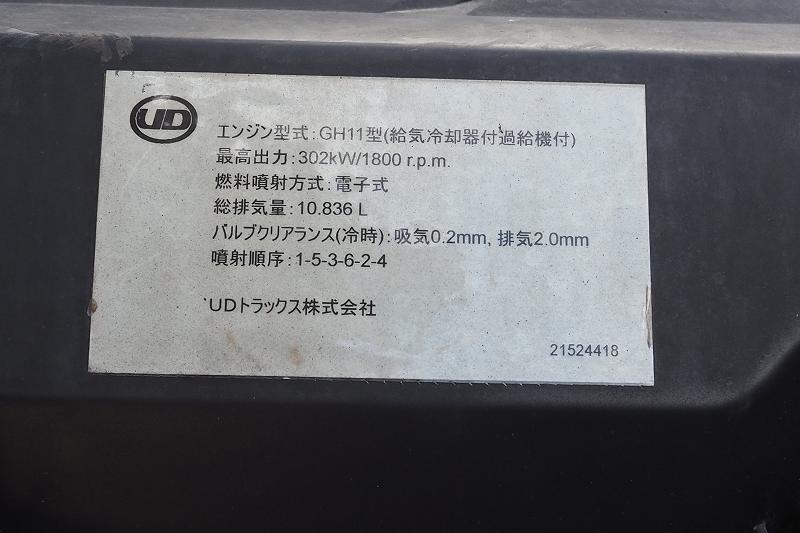 UD
エンジン型式:GH11型(給気冷却器付過給機付)
最高出力:302kW/1800 r.p.m.
燃料噴射方式:電子式
総排気量:10.836 L
バルブクリアランス(冷時):吸気0.2mm, 排気2.0mm
噴射順序:1-5-3-6-2-4
UDトラックス株式会社
21524418